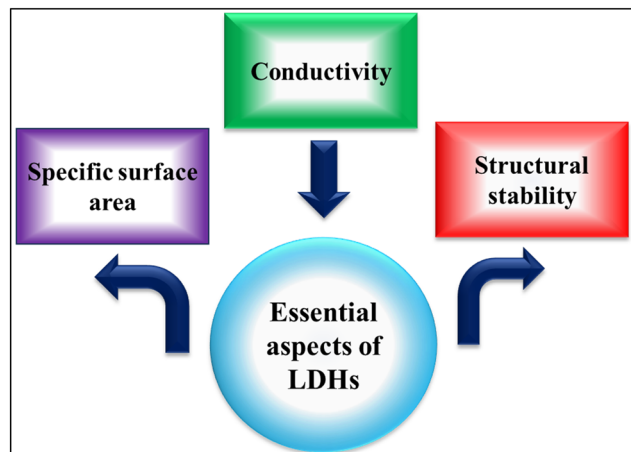 Conductivity
Specific surface
area
Structural
stability
Essential
aspects of
LDHs